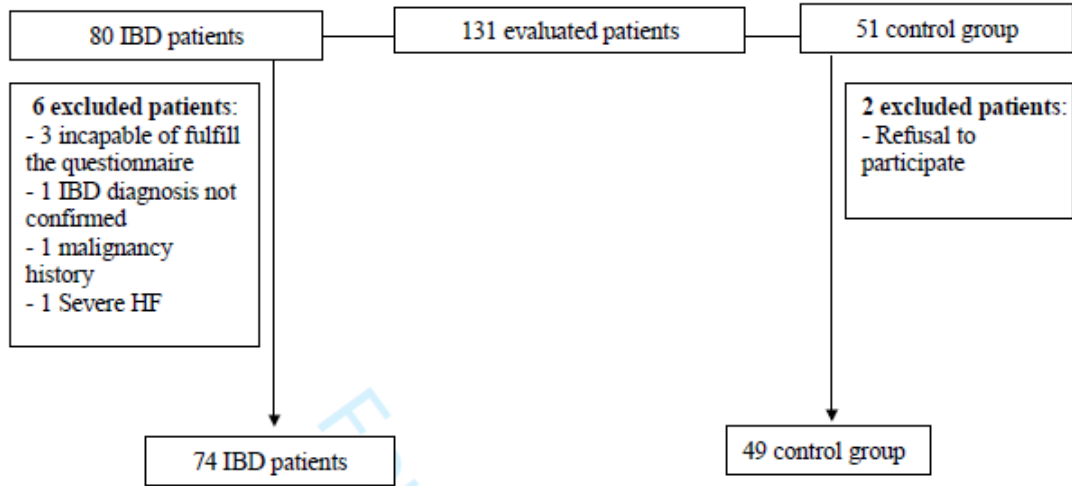 80 IBD patients
131 evaluated patients
51 control group
6 excluded patients:
- 3 incapable of fulfill
the questionnaire
- 1 IBD diagnosis not
confirmed
- 1 malignancy
history
- 1 Severe HF
2 excluded patients:
- Refusal to
participate
74 IBD patients
49 control group